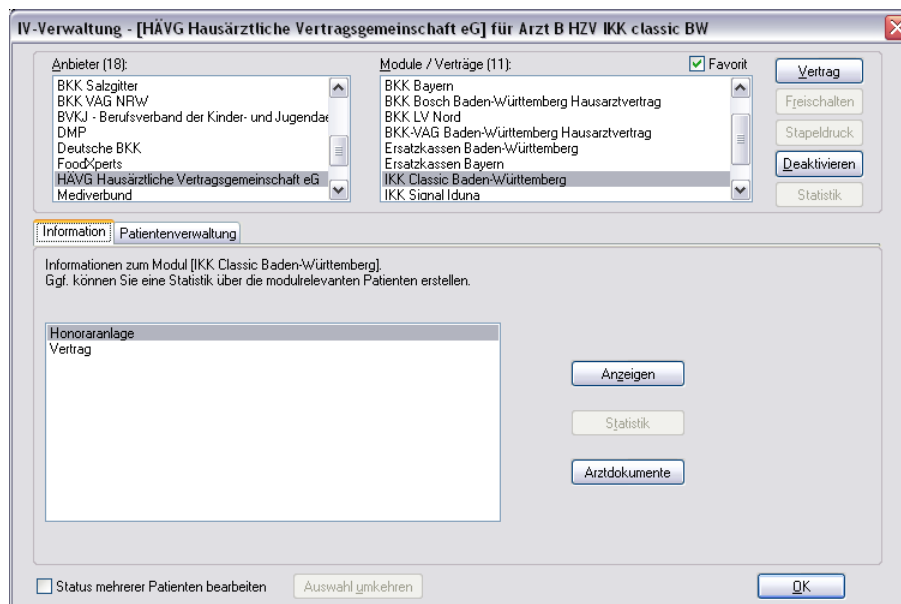 IV-Verwaltung - [HÄVG Hausärztliche Vertragsgemeinschaft eG] für Arzt B HZV IKK classic BW
Anbieter (18):
BKK Salzgitter
BKK VAG NRW
BVKJ - Berufsverband der Kinder- und Jugendae
DMP
Deutsche BKK
FoodXperts
HÄVG Hausärztliche Vertragsgemeinschaft eG
Mediverbund
Module / Verträge (11):
Favorit
BKK Bayern
BKK Bosch Baden-Württemberg Hausarztvertrag
BKK LV Nord
BKK-VAG Baden-Württemberg Hausarztvertrag
Ersatzkassen Baden-Württemberg
Ersatzkassen Bayern
IKK Classic Baden-Württemberg
IKK Signal Iduna
Vertrag
Freischalten
Stapeldruck
Deaktivieren
Statistik
Information
Patientenverwaltung
Informationen zum Modul [IKK Classic Baden-Württemberg].
Ggf. können Sie eine Statistik über die modulrelevanten Patienten erstellen.
Honoraranlage
Vertrag
Anzeigen
Statistik
Arztdokumente
Status mehrerer Patienten bearbeiten
Auswahl umkehren
OK